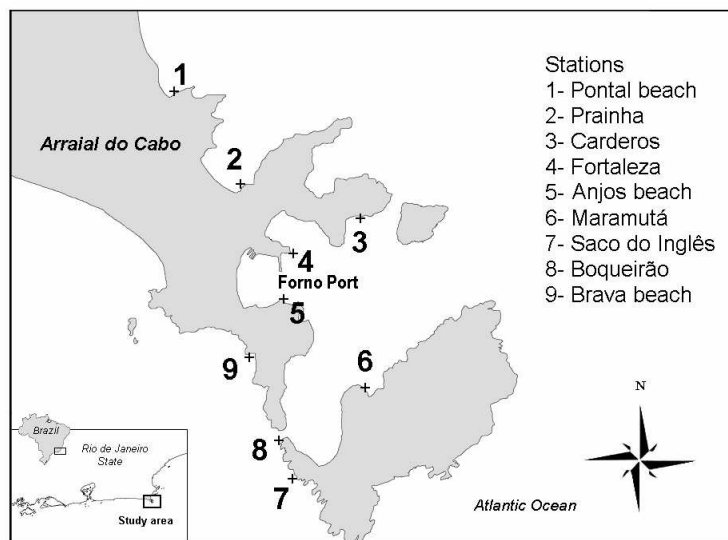 1
Arraial do Cabo
2
3
4
Forno Port
5
9
6
8
7
Stations
1- Pontal beach
2- Prainha
3- Carderos
4- Fortaleza
5- Anjos beach
6- Maramutá
7- Saco do Inglês
8- Boqueirão
9- Brava beach
N
Atlantic Ocean
Brazil
Rio de Janeiro
State
Study area